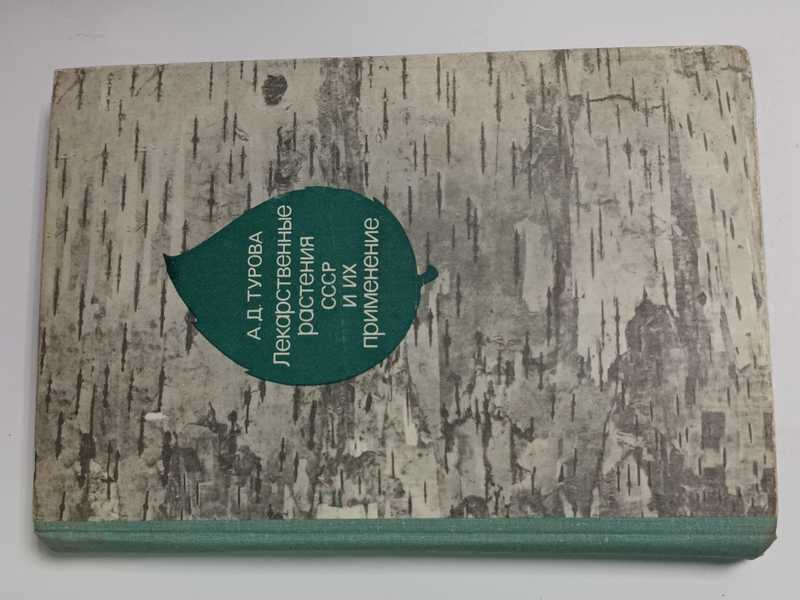 А. Д. ТУРОВА
Лекарственные
растения
СССР
и их
применение